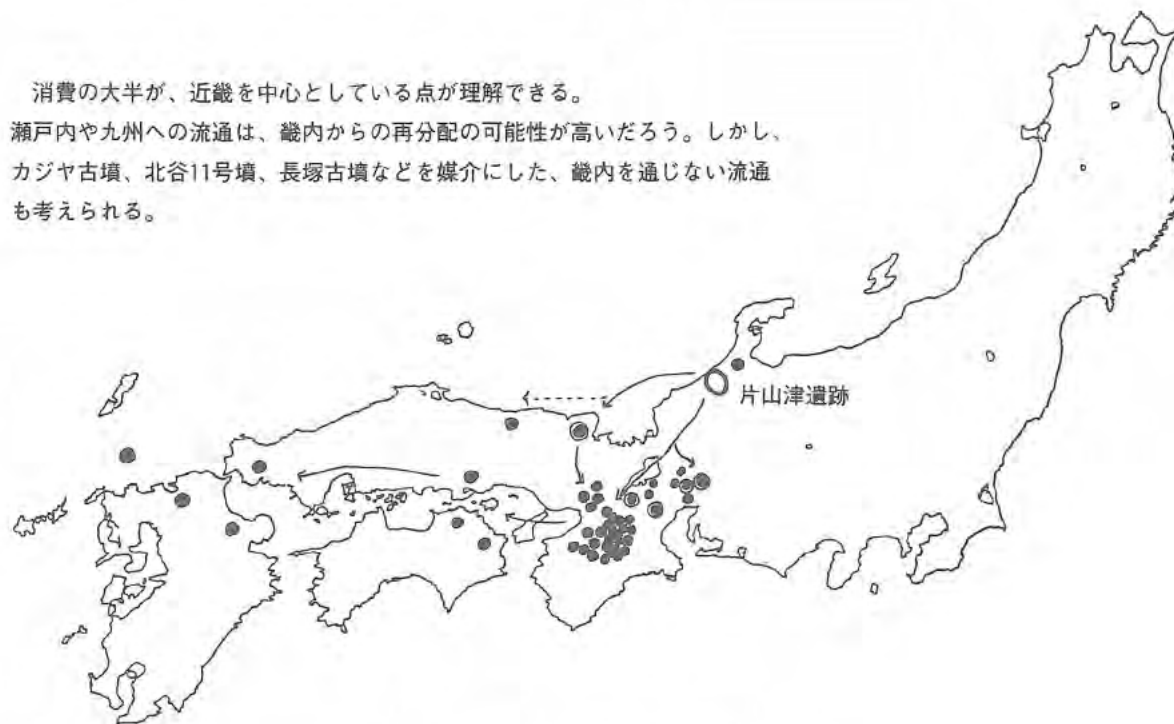 消費の大半が、近畿を中心としている点が理解できる。
瀬戸内や九州への流通は、畿内からの再分配の可能性が高いだろう。しかし、
カジヤ古墳、北谷11号墳、長塚古墳などを媒介にした、畿内を通じない流通
も考えられる。
片山津遺跡